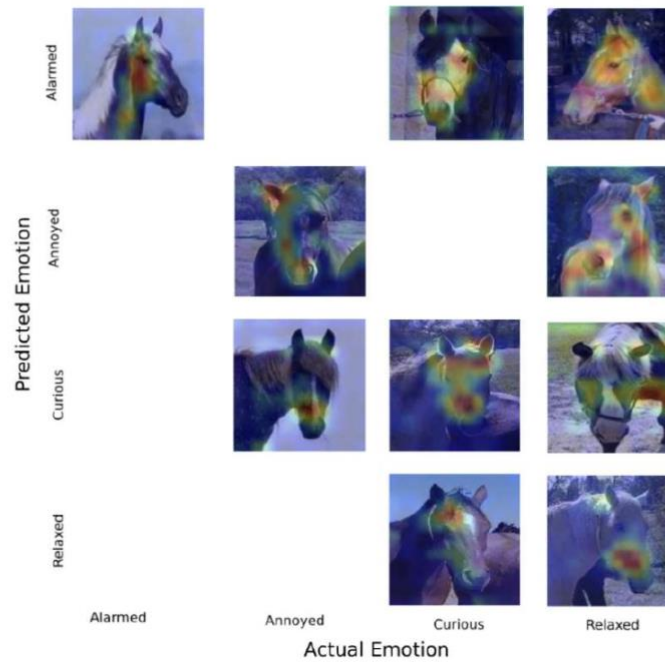 Alarmed
Annoyed
Predicted Emotion
Curious
Relaxed
Alarmed
Annoyed
Curious
Relaxed
Actual Emotion